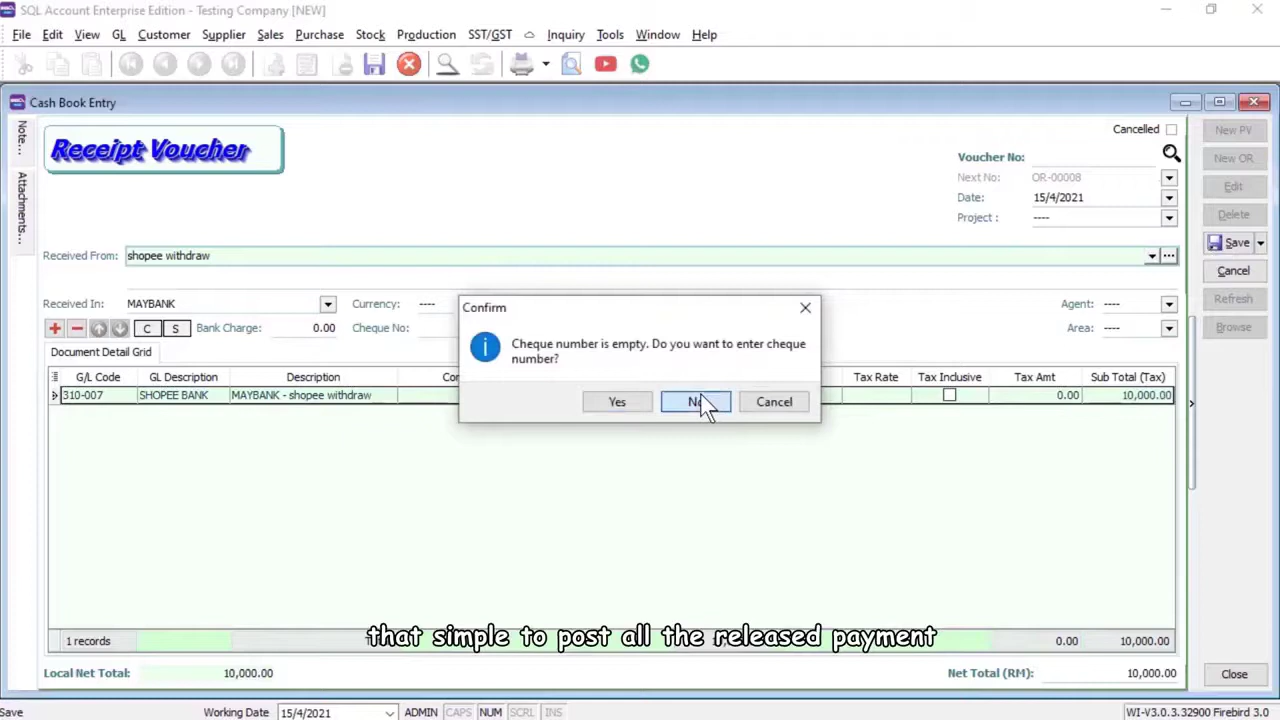 SQL Account Enterprise Edition - Testing Company [NEW]
File Edit View GL Customer Supplier Sales Purchase Stock Production SST/GST Inquiry Tools Window Help
Cash Book Entry
Note...
Attachments...
Receipt Voucher
Cancelled
Voucher No:
Next No: OR-00008
Date: 15/4/2021
Project : ----
Received From: shopee withdraw
Received In: MAYBANK Currency: ---- Agent: ----
C S Bank Charge: 0.00 Cheque No: Area: ----
Document Detail Grid
G/L Code GL Description Description Tax Rate Tax Inclusive Tax Amt Sub Total (Tax)
310-007 SHOPEE BANK MAYBANK - shopee withdraw 0.00 10,000.00
Confirm
Cheque number is empty. Do you want to enter cheque
number?
Yes No Cancel
that simple to post all the released payment
1 records 0.00 10,000.00
Local Net Total: 10,000.00 Net Total (RM): 10,000.00
New PV
New OR
Edit
Delete
Save
Cancel
Refresh
Browse
Close
Save Working Date 15/4/2021 ADMIN CAPS NUM SCRL INS WI-V3.0.3.32900 Firebird 3.0